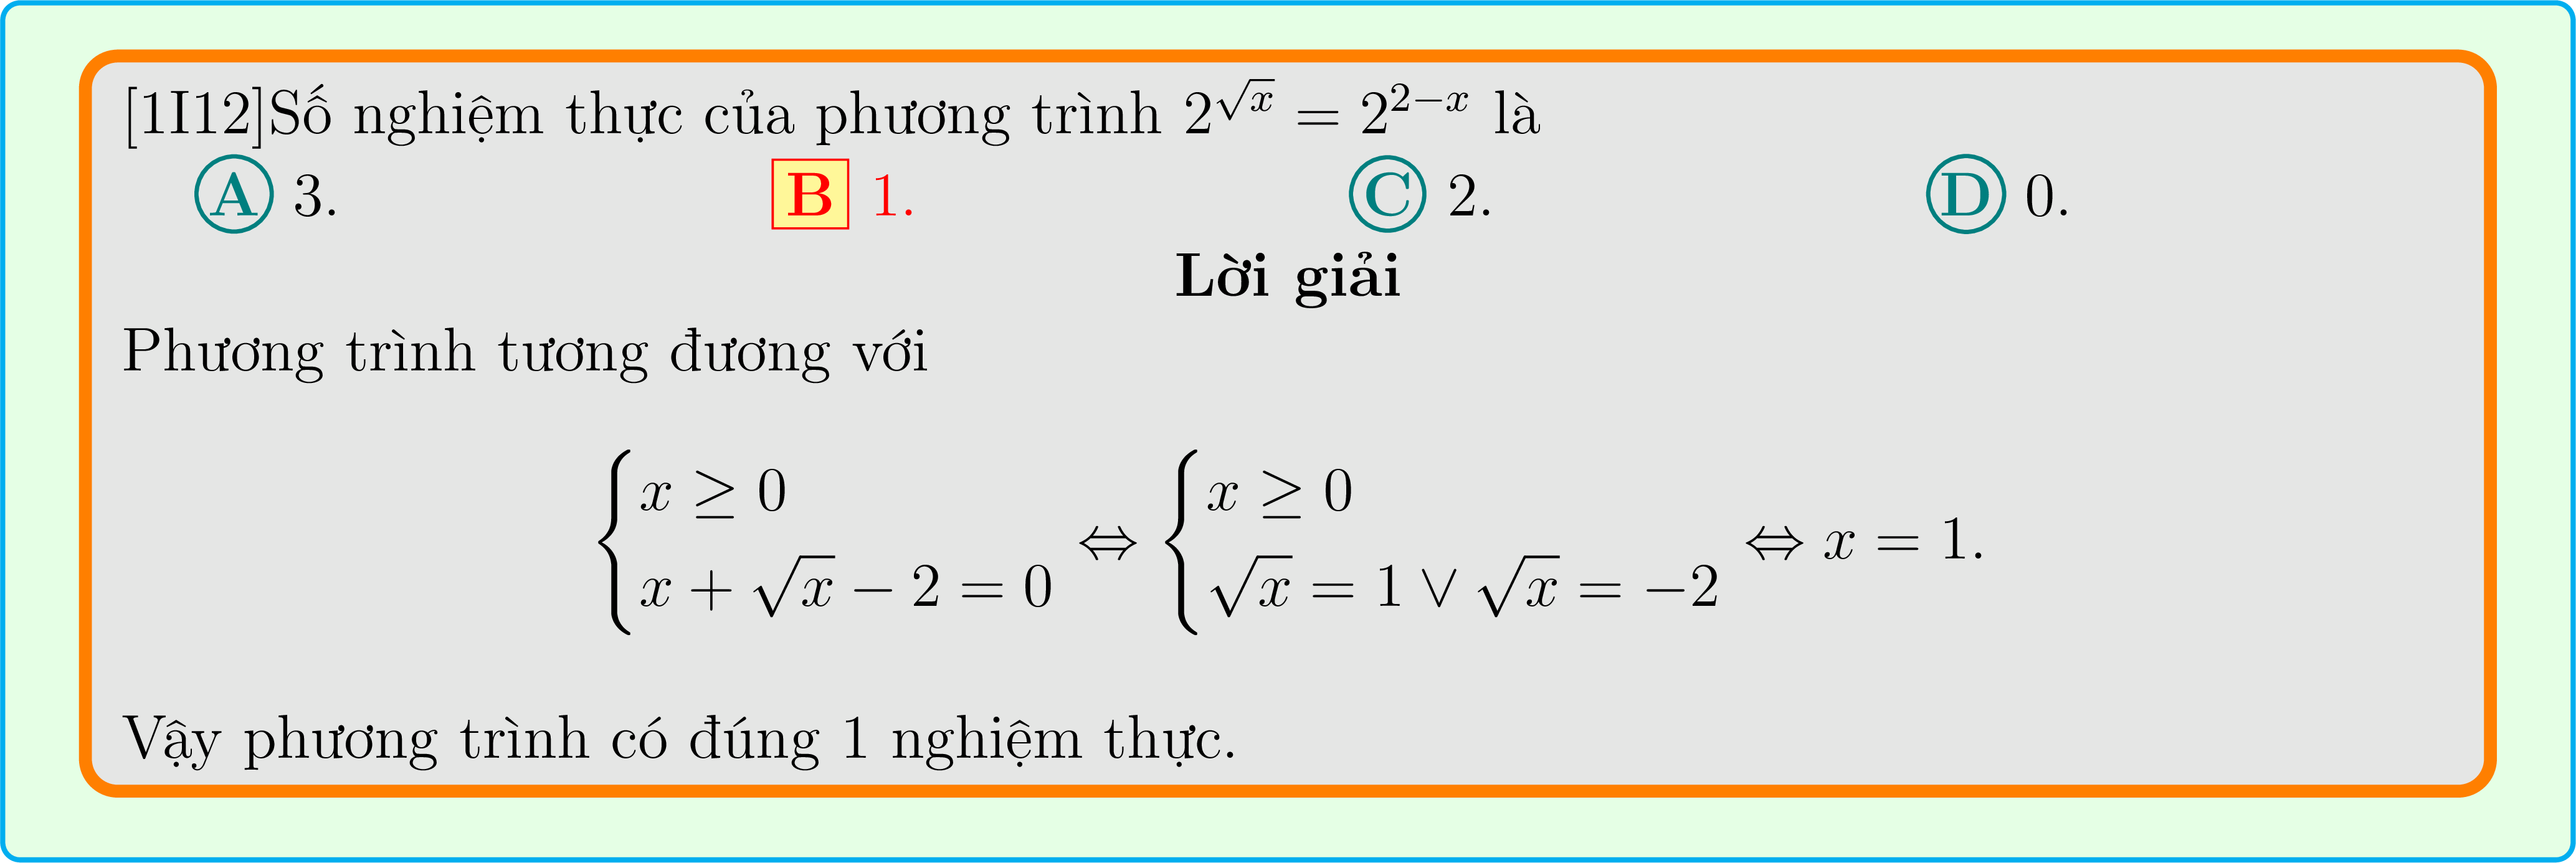 [1I12]Số nghiệm thực của phương trình $2^{\sqrt{x}} = 2^{2-x}$ là
A 3. B 1. C 2. D 0.
Lời giải
Phương trình tương đương với
$\begin{cases} x \geq 0 \\ x + \sqrt{x} - 2 = 0 \end{cases} \Leftrightarrow \begin{cases} x \geq 0 \\ \sqrt{x} = 1 \vee \sqrt{x} = -2 \end{cases} \Leftrightarrow x = 1.$
Vậy phương trình có đúng 1 nghiệm thực.